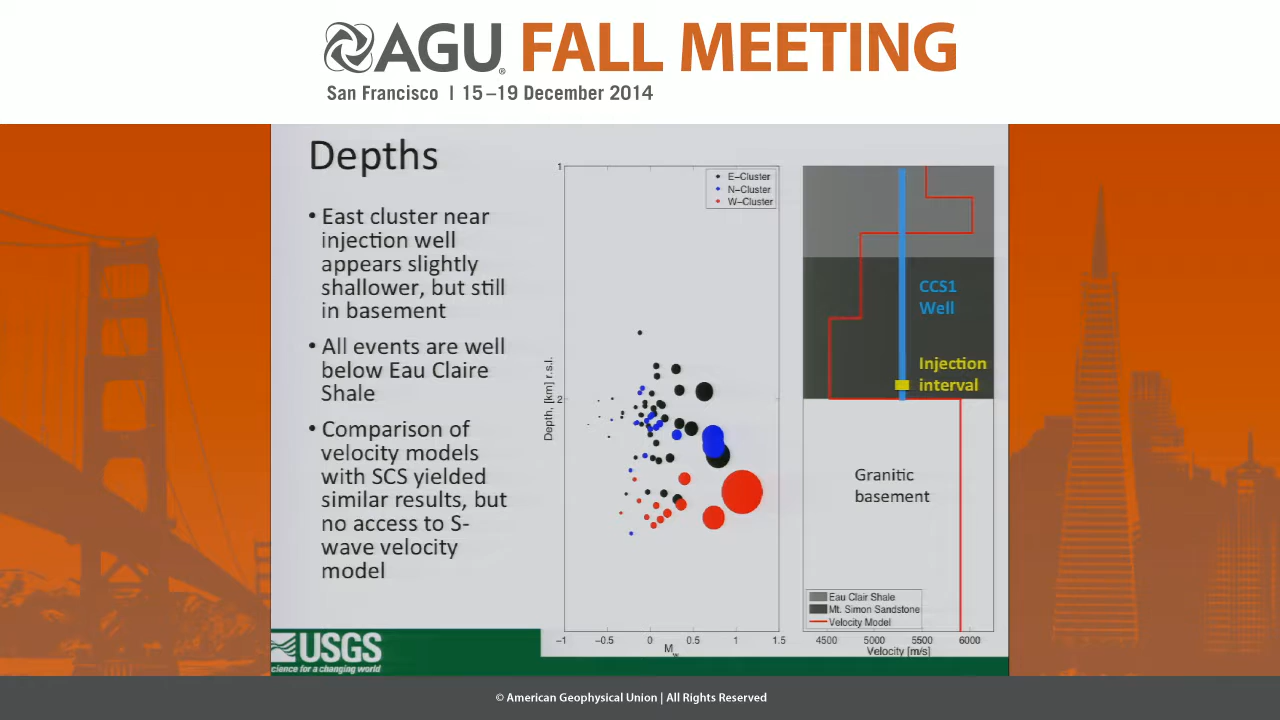 AGU FALL MEETING
San Francisco | 15–19 December 2014
Depths
• East cluster near
injection well
appears slightly
shallower, but still
in basement
• All events are well
below Eau Claire
Shale
• Comparison of
velocity models
with SCS yielded
similar results, but
no access to S-
wave velocity
model
E-Cluster
N-Cluster
W-Cluster
1
2
Depth, [km] r.s.l.
-1 -0.5 0 0.5 1 1.5
Mw
CCS1
Well
Injection
interval
Granitic
basement
Eau Clair Shale
Mt. Simon Sandstone
Velocity Model
4500 5000 5500 6000
Velocity [m/s]
USGS
science for a changing world
© American Geophysical Union | All Rights Reserved